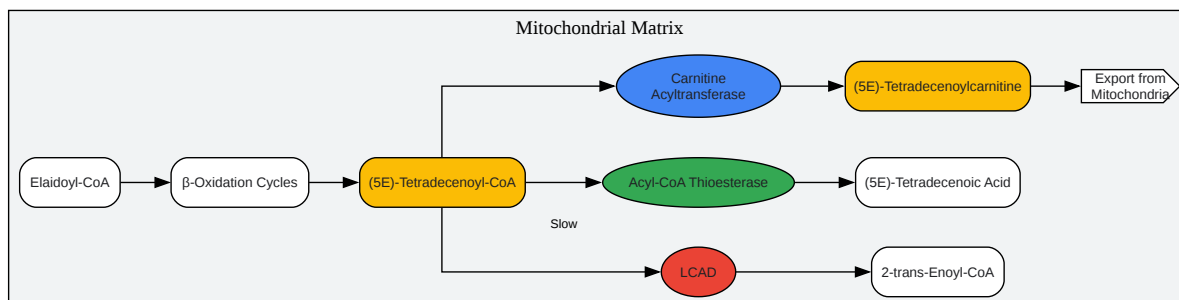 Mitochondrial Matrix
Carnitine
Acyltransferase
(5E)-Tetradecenoylcarnitine
Export from
Mitochondria
Elaidoyl-CoA
β-Oxidation Cycles
(5E)-Tetradecenoyl-CoA
Acyl-CoA Thioesterase
(5E)-Tetradecenoic Acid
Slow
LCAD
2-trans-Enoyl-CoA